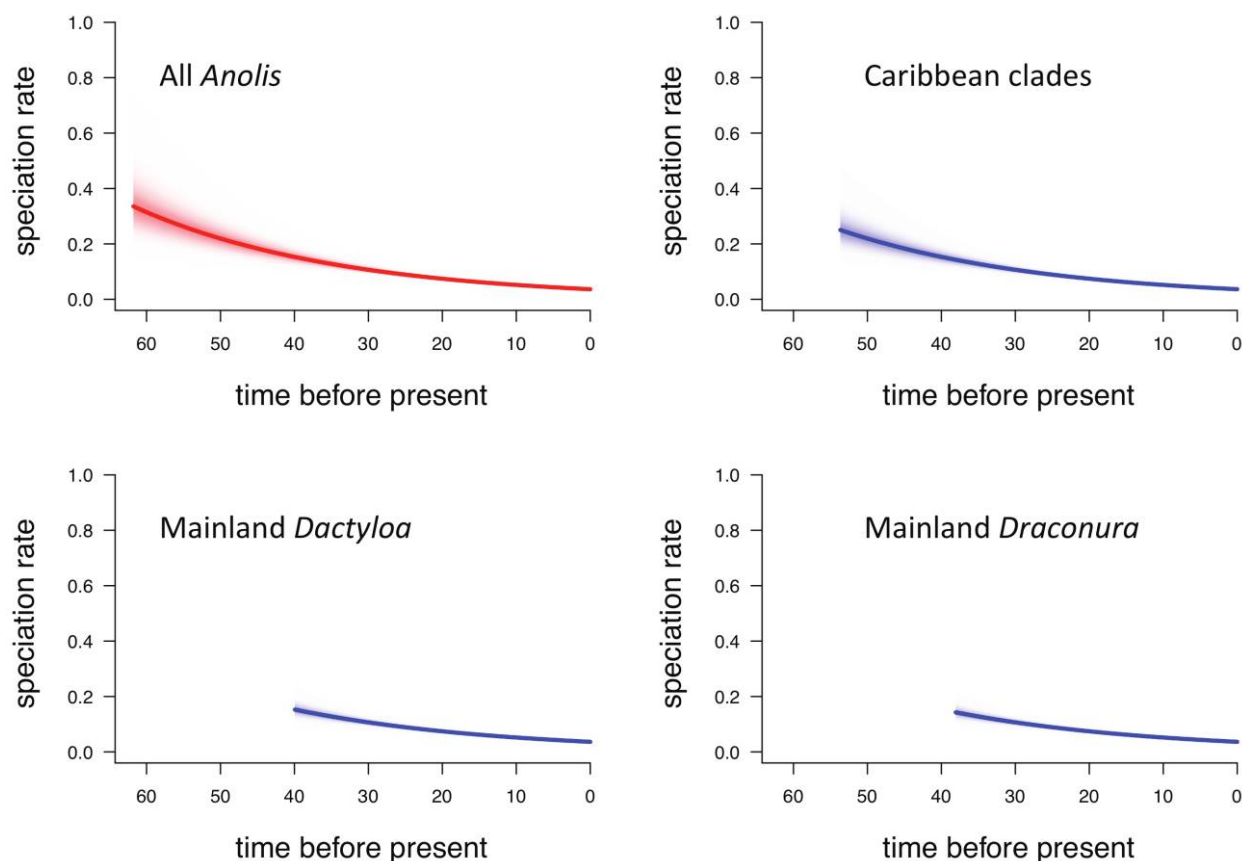 1.0
0.8
0.6
0.4
0.2
0.0
speciation rate
All Anolis
60 50 40 30 20 10 0
time before present
1.0
0.8
0.6
0.4
0.2
0.0
speciation rate
Caribbean clades
60 50 40 30 20 10 0
time before present
1.0
0.8
0.6
0.4
0.2
0.0
speciation rate
Mainland Dactyloa
60 50 40 30 20 10 0
time before present
1.0
0.8
0.6
0.4
0.2
0.0
speciation rate
Mainland Draconura
60 50 40 30 20 10 0
time before present